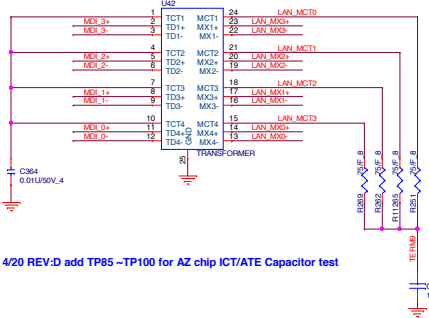 U42
1 TCT1 MCT1 24 LAN_MCT0
MDI_3+ 2 TD1+ MX1+ 23 LAN_MX3+
MDI_3- 3 TD1- MX1- 22 LAN_MX3-
4 TCT2 MCT2 21 LAN_MCT1
MDI_2+ 5 TD2+ MX2+ 20 LAN_MX2+
MDI_2- 6 TD2- MX2- 19 LAN_MX2-
7 TCT3 MCT3 18 LAN_MCT2
MDI_1+ 8 TD3+ MX3+ 17 LAN_MX1+
MDI_1- 9 TD3- MX3- 16 LAN_MX1-
10 TCT4 MCT4 15 LAN_MCT3
MDI_0+ 11 TD4+ MX4+ 14 LAN_MX0+
MDI_0- 12 TD4- MX4- 13 LAN_MX0-
GND
25
TRANSFORMER
C364
0.01U/50V_4
75/F_8
75/F_8
75/F_8
75/F_8
R269
R262
R11265
R251
TERM9
4/20 REV:D add TP85 ~TP100 for AZ chip ICT/ATE Capacitor test